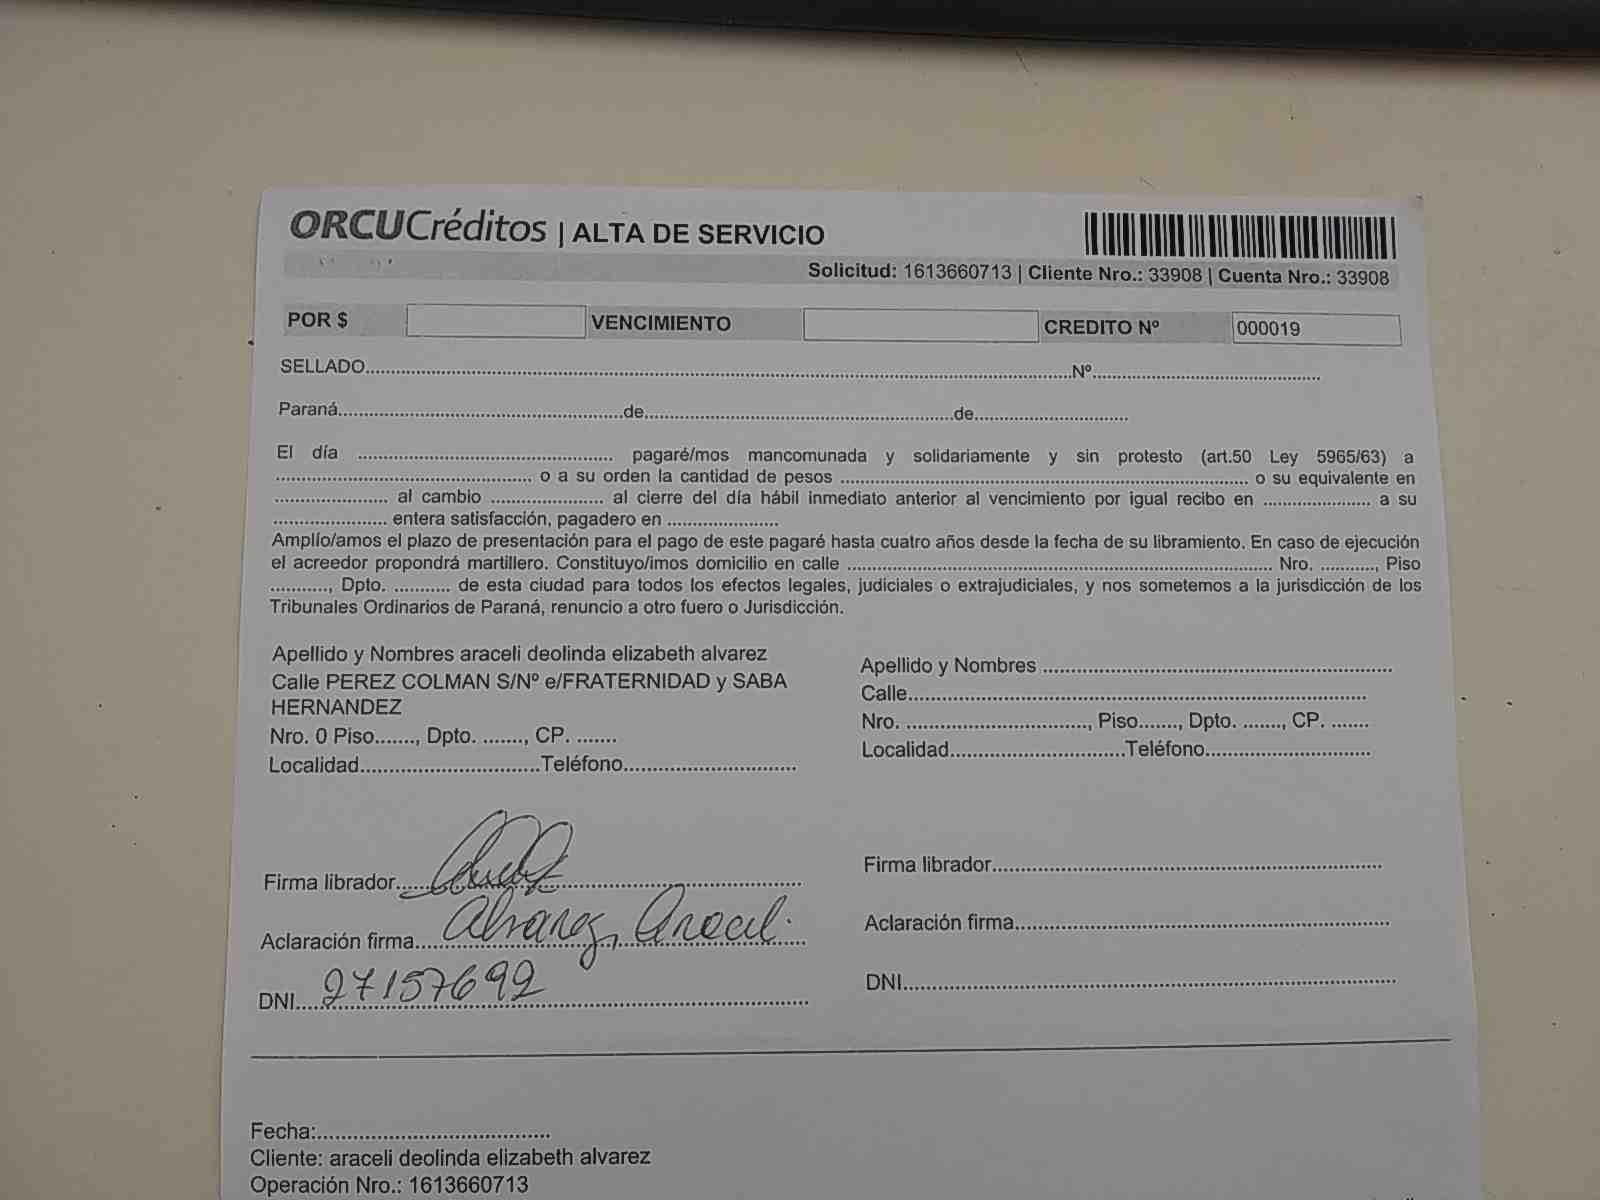 ORCUCréditos | ALTA DE SERVICIO
Solicitud: 1613660713 | Cliente Nro.: 33908 | Cuenta Nro.: 33908
POR $ VENCIMIENTO CREDITO Nº 000019
SELLADO.....Nº.....
Paraná.....de.....de.....
El día ..... pagaré/mos mancomunada y solidariamente y sin protesto (art.50 Ley 5965/63) a
..... o a su orden la cantidad de pesos ..... o su equivalente en
..... al cambio ..... al cierre del día hábil inmediato anterior al vencimiento por igual recibo en ..... a su
..... entera satisfacción, pagadero en .....
Amplío/amos el plazo de presentación para el pago de este pagaré hasta cuatro años desde la fecha de su libramiento. En caso de ejecución
el acreedor propondrá martillero. Constituyo/imos domicilio en calle ..... Nro. ....., Piso
....., Dpto. ..... de esta ciudad para todos los efectos legales, judiciales o extrajudiciales, y nos sometemos a la jurisdicción de los
Tribunales Ordinarios de Paraná, renuncio a otro fuero o Jurisdicción.
Apellido y Nombres araceli deolinda elizabeth alvarez
Calle PEREZ COLMAN S/Nº e/FRATERNIDAD y SABA
HERNANDEZ
Nro. 0 Piso......., Dpto. ......., CP. .......
Localidad.....Teléfono.....
Firma librador.....
Aclaración firma..... Alvarez, Araceli
DNI..... 27157692
Apellido y Nombres .....
Calle.....
Nro. ....., Piso......., Dpto. ......., CP. .......
Localidad.....Teléfono.....
Firma librador.....
Aclaración firma.....
DNI.....
Fecha:.....
Cliente: araceli deolinda elizabeth alvarez
Operación Nro.: 1613660713